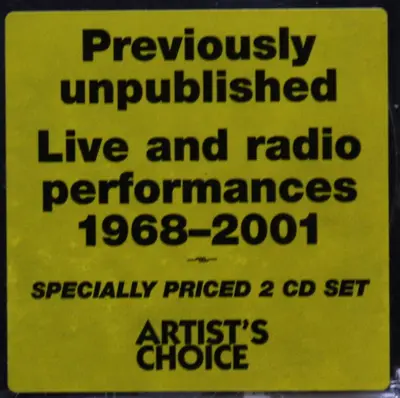 Previously
unpublished
Live and radio
performances
1968–2001
SPECIALLY PRICED 2 CD SET
ARTIST'S
CHOICE